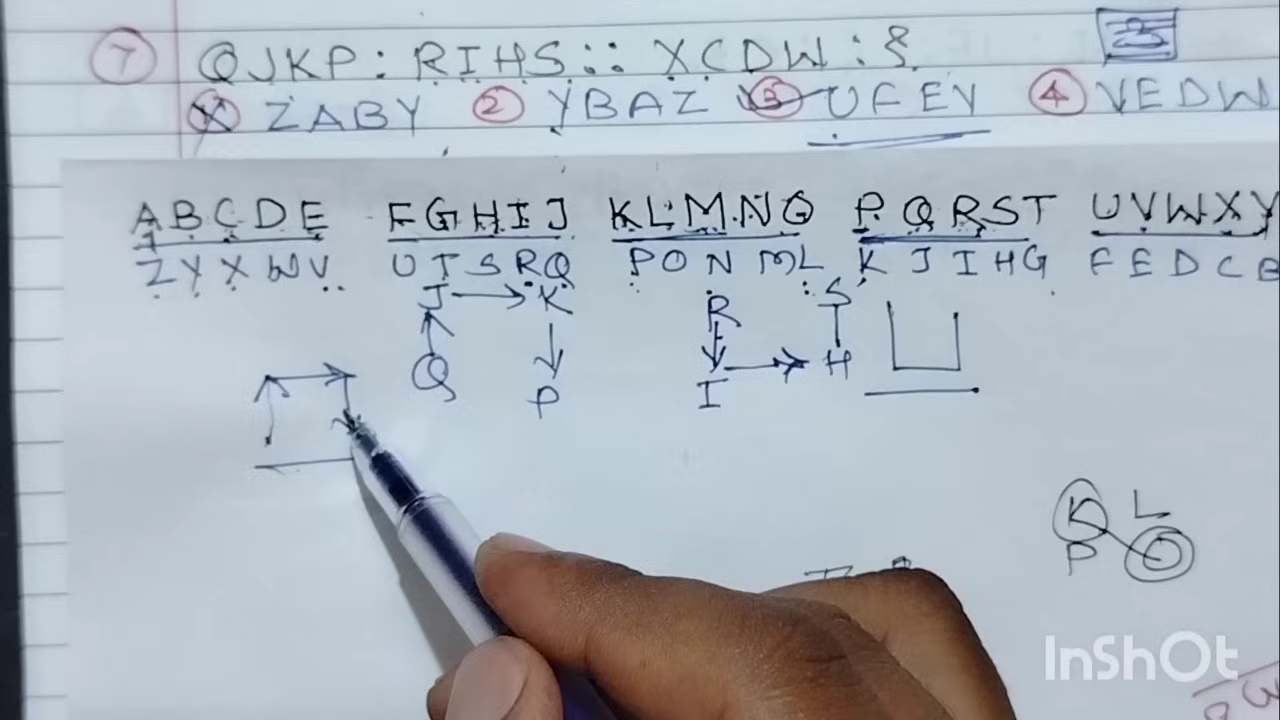 7 QJKP : RIHS :: XCDW : ?
1 ZABY 2 YBAZ 3 UFEV 4 VEDW
ABCDE FGHIJ KLMNO PQRST UVWXY
ZYXWV UTSRQ PONML KJIHG FEDCB
J K R S
Q P I H
K L
P O
InShOt